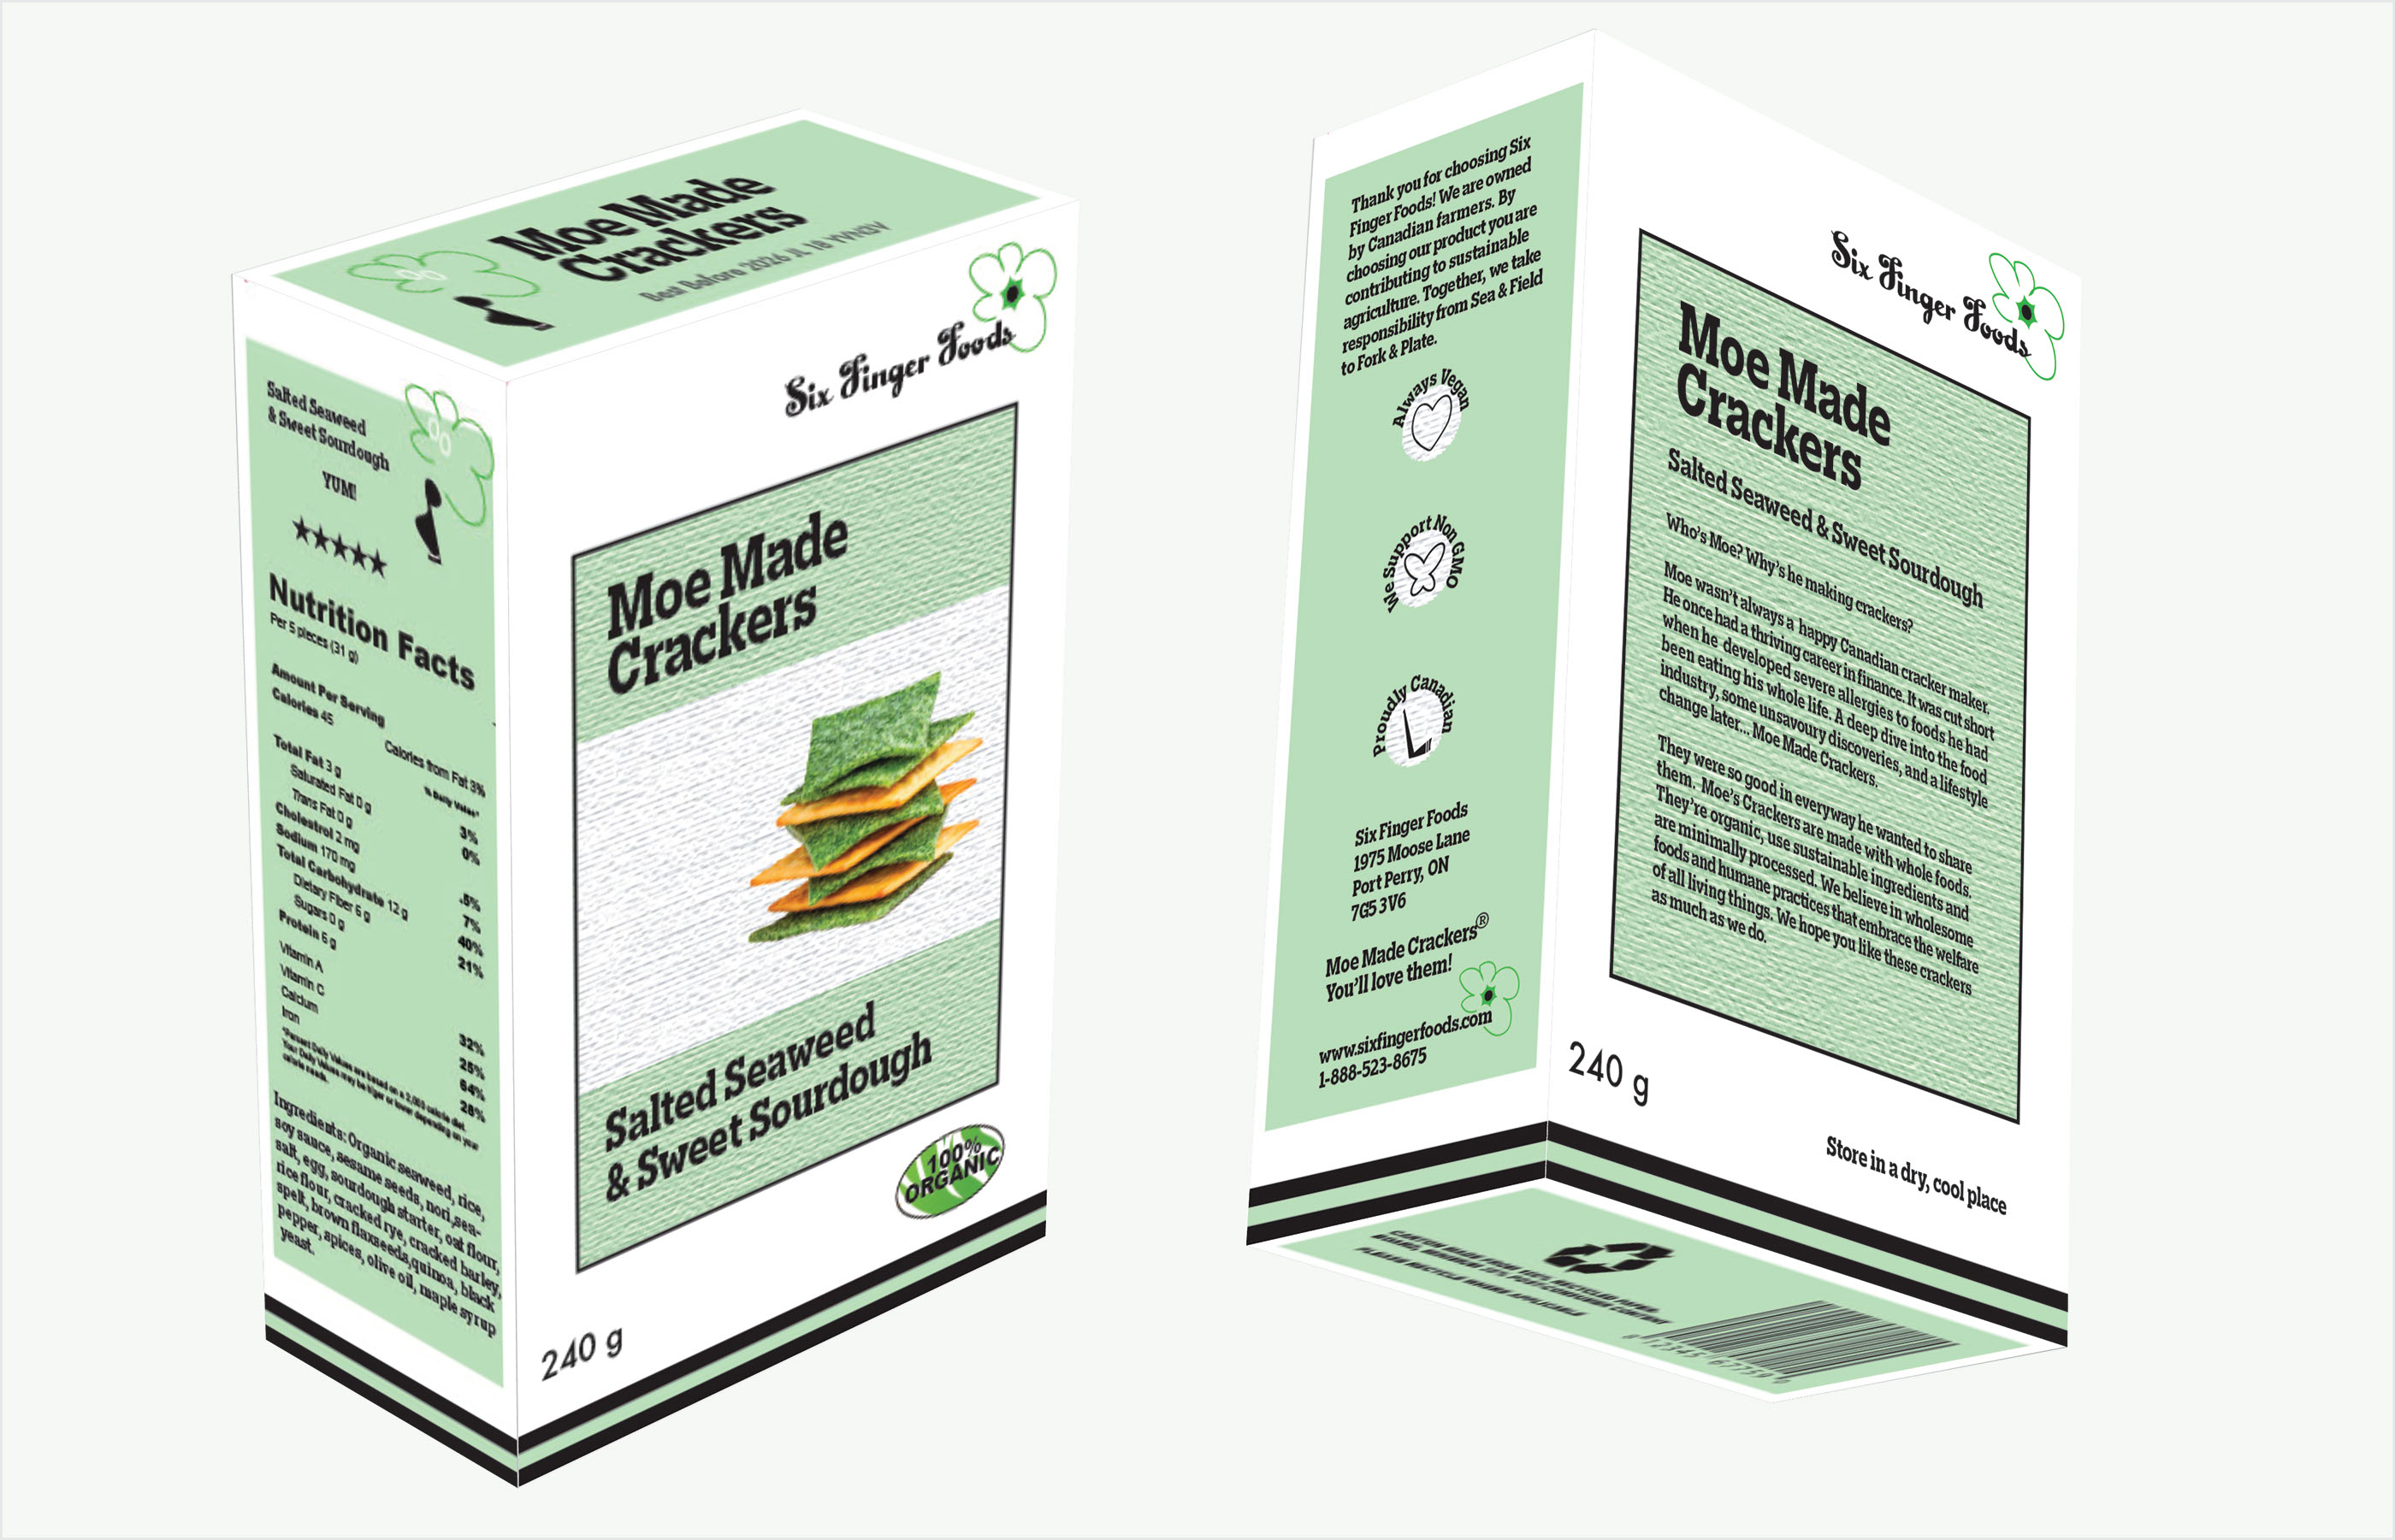 Moe Made
Crackers
Best Before 2026 JL 18
Six Finger Foods
Salted Seaweed
& Sweet Sourdough
YUM!
Nutrition Facts
Per 5 pieces (31 g)
Amount Per Serving
Calories 45
Calories from Fat 3%
% Daily Value*
Total Fat 3 g 3%
Saturated Fat 0 g 0%
Trans Fat 0 g
Cholestrol 2 mg .5%
Sodium 170 mg 7%
Total Carbohydrate 12 g 40%
Dietary Fiber 6 g 21%
Sugars 0 g
Protein 6 g
Vitamin A 32%
Vitamin C 25%
Calcium 64%
Iron 28%
*Percent Daily Values are based on a 2,000 calorie diet.
Your Daily Values may be higer or lower depending on your
calorie needs.
Ingredients: Organic seaweed, rice,
soy sauce, sesame seeds, nori,sea-
salt, egg, sourdough starter, oat flour,
rice flour, cracked rye, cracked barley,
spelt, brown flaxseeds,quinoa, black
pepper, spices, olive oil, maple syrup
yeast.
Moe Made
Crackers
Salted Seaweed
& Sweet Sourdough
100%
ORGANIC
240 g
Thank you for choosing Six
Finger Foods! We are owned
by Canadian farmers. By
choosing our product you are
contributing to sustainable
agriculture. Together, we take
responsibility from Sea & Field
to Fork & Plate.
Always Vegan
We Support Non GMO
Proudly Canadian
Six Finger Foods
1975 Moose Lane
Port Perry, ON
7G5 3V6
Moe Made Crackers®
You'll love them!
www.sixfingerfoods.com
1-888-523-8675
Six Finger Foods
Moe Made
Crackers
Salted Seaweed & Sweet Sourdough
Who's Moe? Why's he making crackers?
Moe wasn't always a happy Canadian cracker maker.
He once had a thriving career in finance. It was cut short
when he developed severe allergies to foods he had
been eating his whole life. A deep dive into the food
industry, some unsavoury discoveries, and a lifestyle
change later... Moe Made Crackers.
They were so good in everyway he wanted to share
them. Moe's Crackers are made with whole foods.
They're organic, use sustainable ingredients and
are minimally processed. We believe in wholesome
foods and humane practices that embrace the welfare
of all living things. We hope you like these crackers
as much as we do.
240 g
Store in a dry, cool place
CARTON MADE FROM 100% RECYCLED PAPER-
BOARD, MINIMUM POST-CONSUMER CONTENT
PLEASE RECYCLE WHERE APPLICABLE